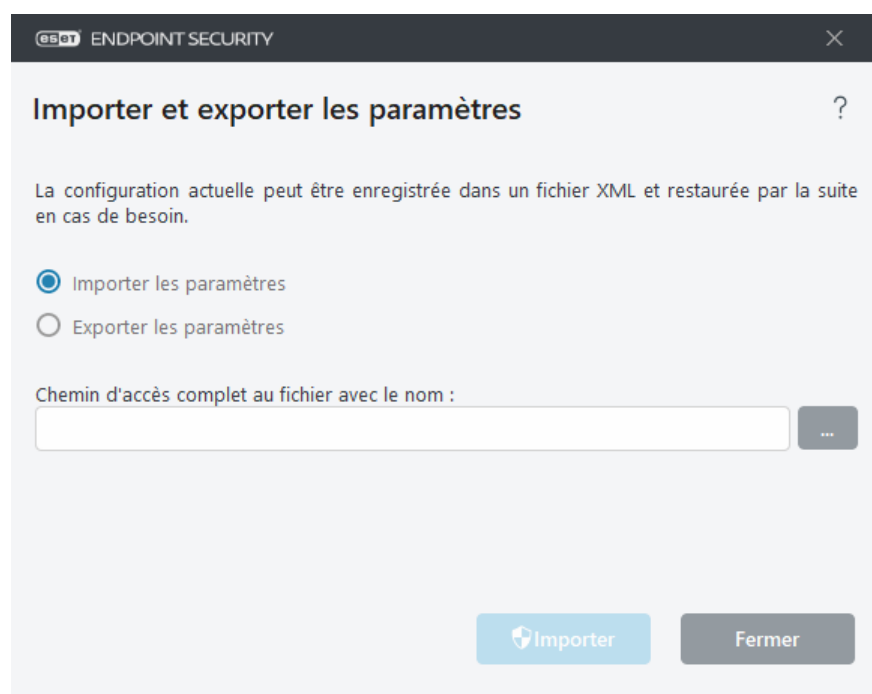 eset ENDPOINT SECURITY
Importer et exporter les paramètres
?
La configuration actuelle peut être enregistrée dans un fichier XML et restaurée par la suite
en cas de besoin.
Importer les paramètres
Exporter les paramètres
Chemin d'accès complet au fichier avec le nom :
...
Importer
Fermer